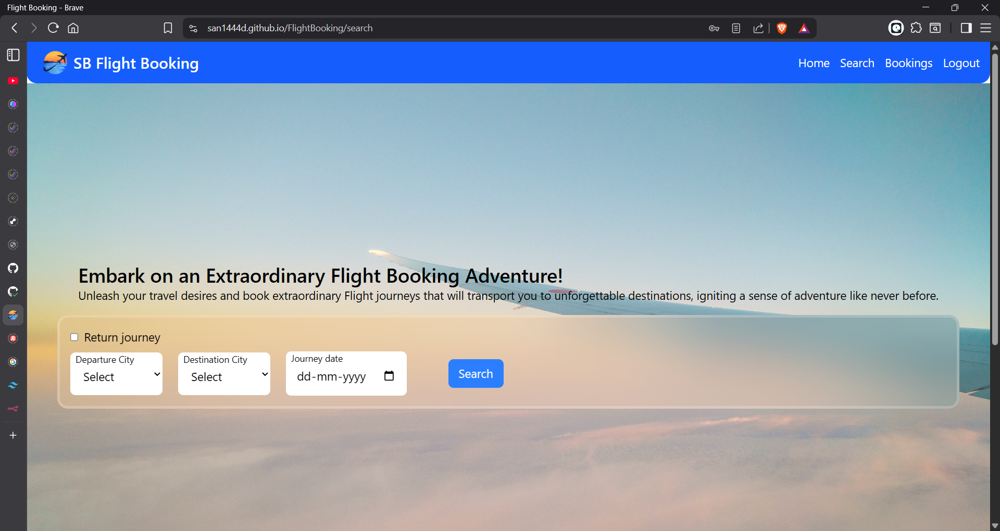 Flight Booking - Brave
san1444d.github.io/FlightBooking/search
SB Flight Booking
Home Search Bookings Logout
Embark on an Extraordinary Flight Booking Adventure!
Unleash your travel desires and book extraordinary Flight journeys that will transport you to unforgettable destinations, igniting a sense of adventure like never before.
Return journey
Departure City
Select
Destination City
Select
Journey date
dd-mm-yyyy
Search